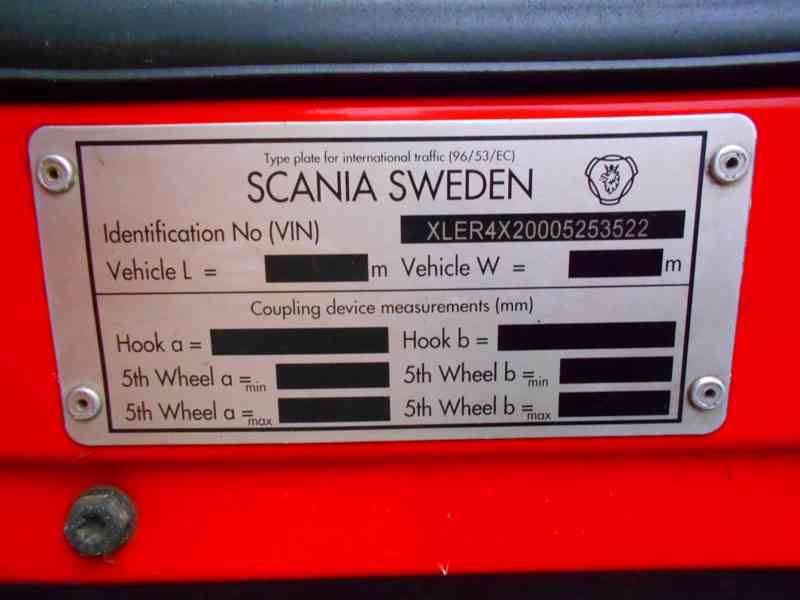 Type plate for international traffic (96/53/EC)
SCANIA SWEDEN
Identification No (VIN) XLER4X20005253522
Vehicle L = m Vehicle W = m
Coupling device measurements (mm)
Hook a = Hook b =
5th Wheel a = min 5th Wheel b = min
5th Wheel a = max 5th Wheel b = max